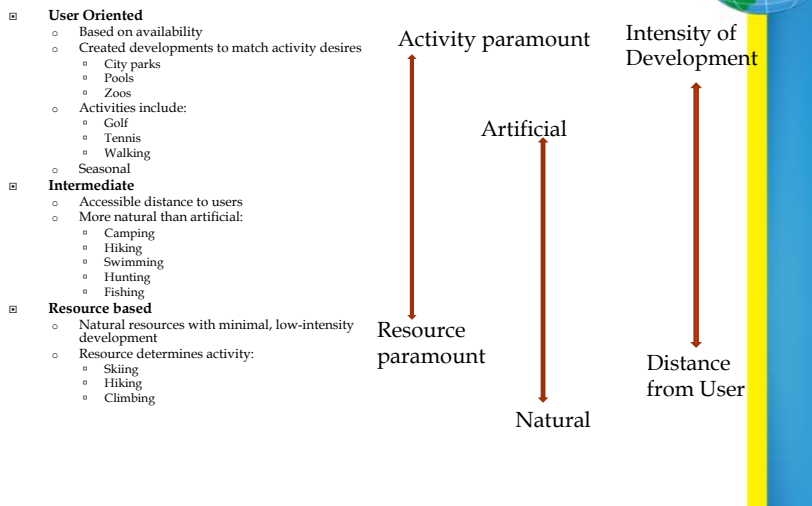 User Oriented
Based on availability
Created developments to match activity desires
City parks
Pools
Zoos
Activities include:
Golf
Tennis
Walking
Seasonal
Intermediate
Accessible distance to users
More natural than artificial:
Camping
Hiking
Swimming
Hunting
Fishing
Resource based
Natural resources with minimal, low-intensity
development
Resource determines activity:
Skiing
Hiking
Climbing
Activity paramount
Resource
paramount
Artificial
Natural
Intensity of
Development
Distance
from User